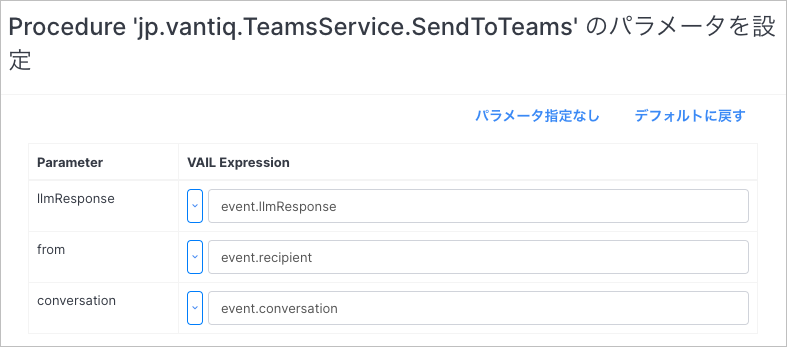 Procedure 'jp.vantiq.TeamsService.SendToTeams' のパラメータを設
定
パラメータ指定なし デフォルトに戻す
Parameter VAIL Expression
llmResponse event.llmResponse
from event.recipient
conversation event.conversation